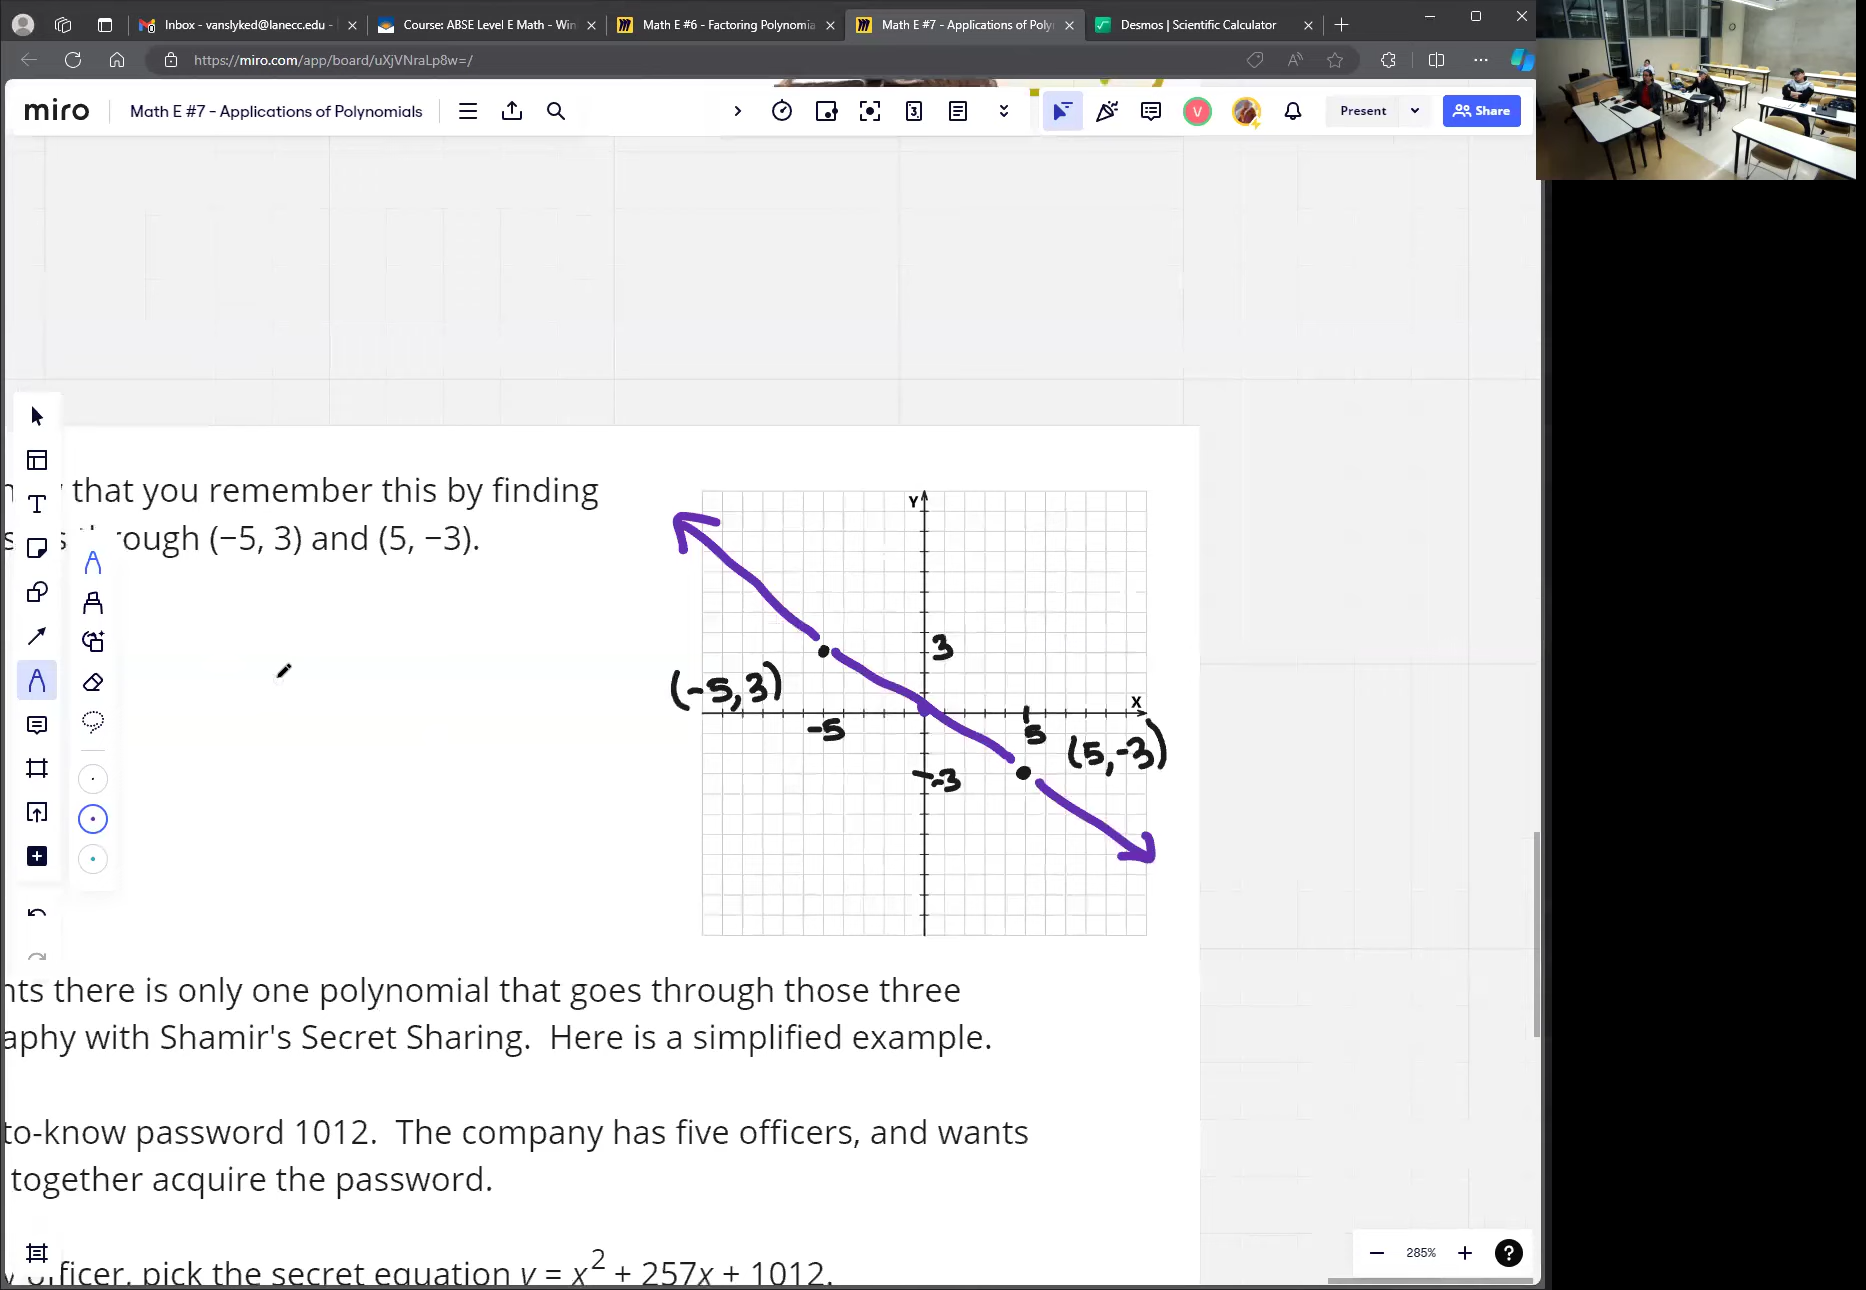 Inbox - vanslyked@lanecc.edu -
Course: ABSE Level E Math - Win
Math E #6 - Factoring Polynomia
Math E #7 - Applications of Poly
Desmos | Scientific Calculator
https://miro.com/app/board/uXjVNraLp8w=/
miro
Math E #7 - Applications of Polynomials
3
V
Present
Share
that you remember this by finding
rough (−5, 3) and (5, −3).
Y
3
(-5,3)
X
-5
5
(5,-3)
-3
nts there is only one polynomial that goes through those three
aphy with Shamir's Secret Sharing. Here is a simplified example.
to-know password 1012. The company has five officers, and wants
together acquire the password.
officer, pick the secret equation y = x² + 257x + 1012.
285%
?